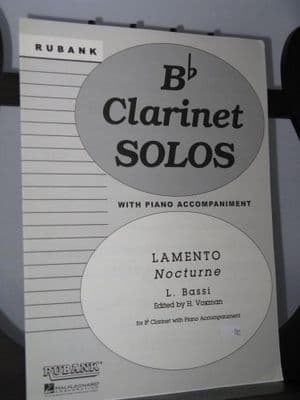 RUBANK
B♭
Clarinet
SOLOS
WITH PIANO ACCOMPANIMENT
LAMENTO
Nocturne
L. Bassi
Edited by H. Voxman
for B♭ Clarinet with Piano Accompaniment
RUBANK
HAL•LEONARD